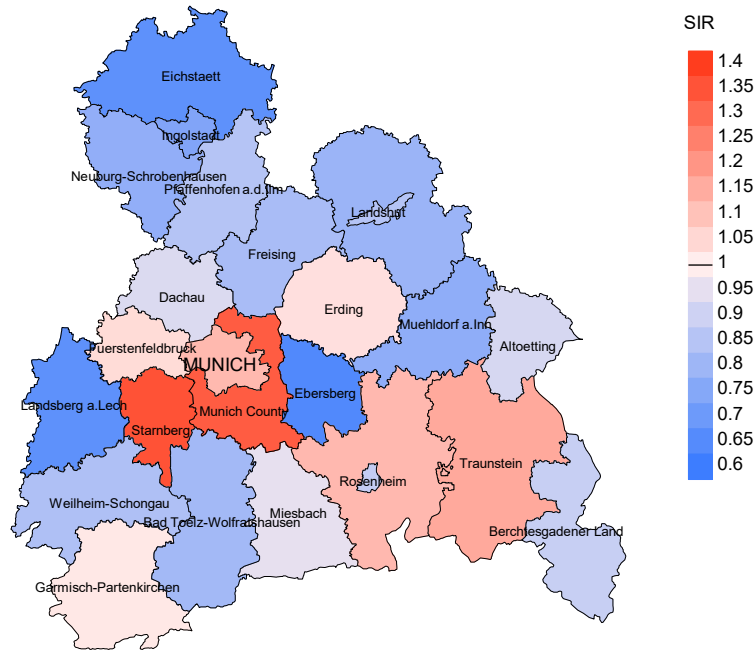 SIR
1.4
1.35
1.3
1.25
1.2
1.15
1.1
1.05
1
0.95
0.9
0.85
0.8
0.75
0.7
0.65
0.6
Eichstaett
Ingolstadt
Neuburg-Schrobenhausen
Pfaffenhofen a.d.Ilm
Landshut
Freising
Dachau
Erding
Muehldorf a.Inn
Altoetting
Fuerstenfeldbruck
MUNICH
Ebersberg
Landsberg a.Lech
Munich County
Starnberg
Traunstein
Rosenheim
Weilheim-Schongau
Miesbach
Bad Toelz-Wolfratshausen
Berchtesgadener Land
Garmisch-Partenkirchen